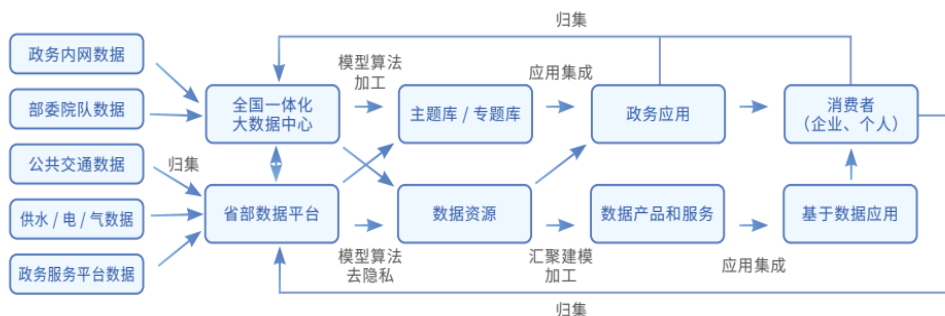 归集
政务内网数据
部委院队数据
公共交通数据
供水 / 电 / 气数据
政务服务平台数据
归集
全国一体化
大数据中心
省部数据平台
模型算法
加工
模型算法
去隐私
主题库 / 专题库
数据资源
应用集成
汇聚建模
加工
政务应用
数据产品和服务
应用集成
消费者
（企业、个人）
基于数据应用
归集